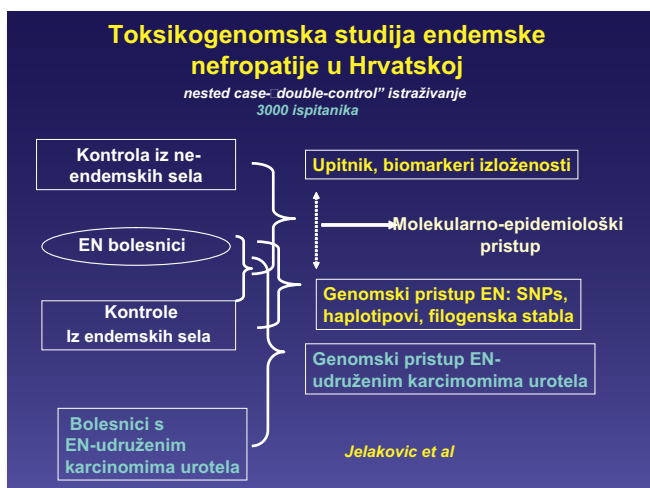 Toksikogenomska studija endemske
nefropatije u Hrvatskoj
nested case-□double-control” istraživanje
3000 ispitanika
Kontrola iz ne-
endemskih sela
Upitnik, biomarkeri izloženosti
Molekularno-epidemiološki
pristup
EN bolesnici
Genomski pristup EN: SNPs,
haplotipovi, filogenska stabla
Kontrole
Iz endemskih sela
Genomski pristup EN-
udruženim karcimomima urotela
Bolesnici s
EN-udruženim
karcinomima urotela
Jelakovic et al